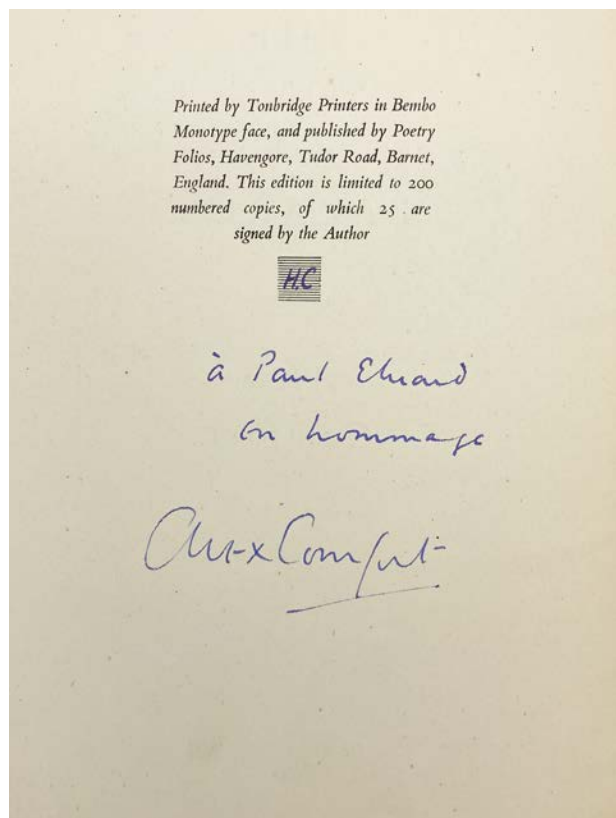 Printed by Tonbridge Printers in Bembo
Monotype face, and published by Poetry
Folios, Havengore, Tudor Road, Barnet,
England. This edition is limited to 200
numbered copies, of which 25 are
signed by the Author
H.C
à Paul Eluard
en hommage
Alex Comfort